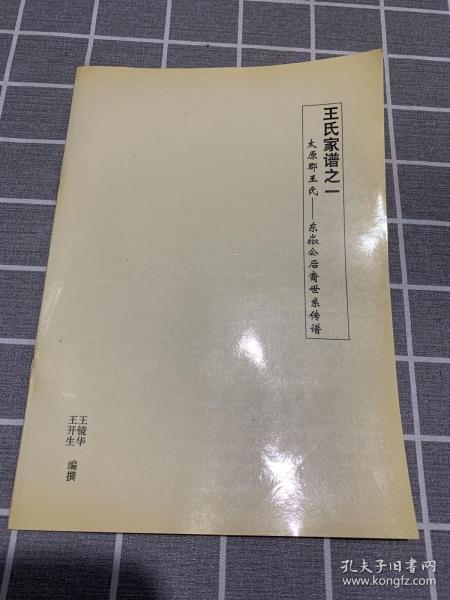 王氏家谱之一
太原郡王氏——东嶽公后裔世系传谱
王镜华
王开生
编撰
孔夫子旧书网
www.kongfz.com